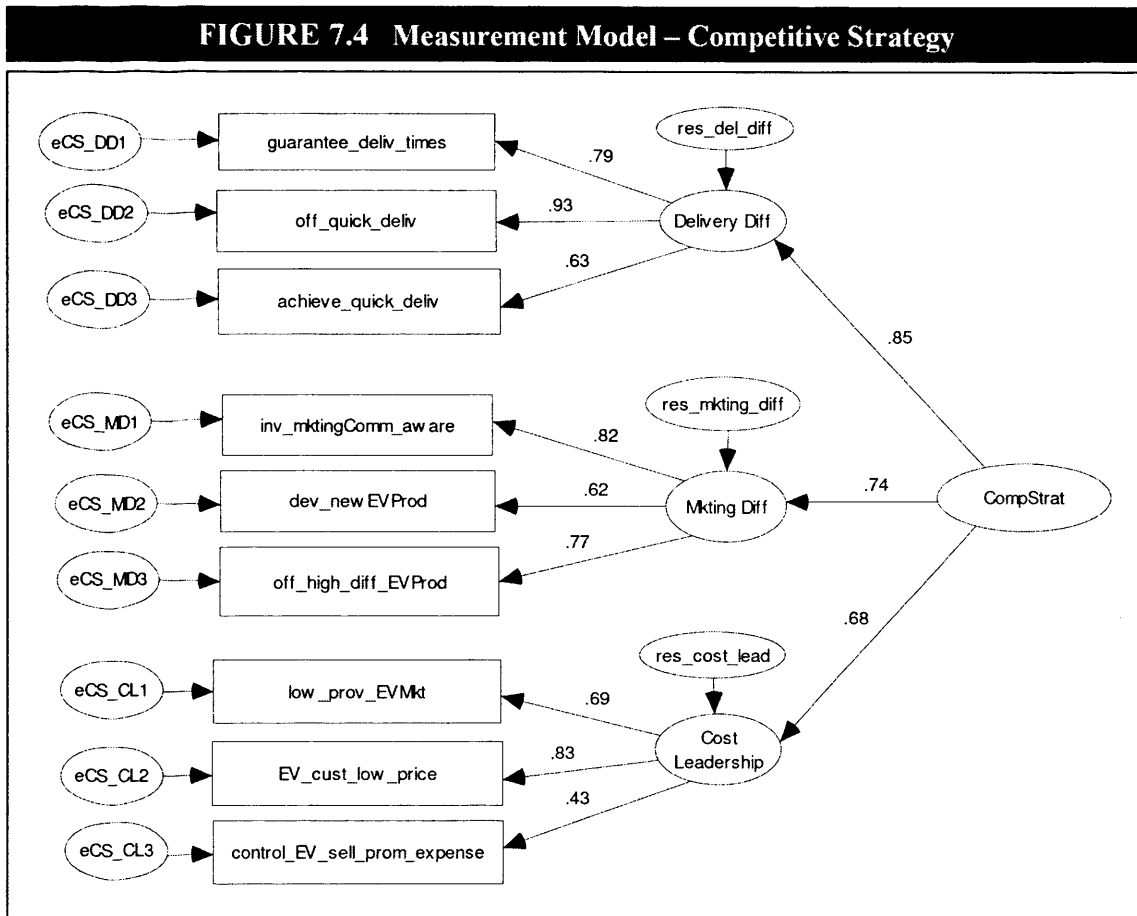 FIGURE 7.4 Measurement Model – Competitive Strategy
eCS_DD1
guarantee_deliv_times
res_del_diff
.79
eCS_DD2
off_quick_deliv
.93
Delivery Diff
.63
eCS_DD3
achieve_quick_deliv
.85
eCS_MD1
inv_mktingComm_aware
res_mkting_diff
.82
eCS_MD2
dev_newEVProd
.62
Mkting Diff
.74
CompStrat
.77
eCS_MD3
off_high_diff_EVProd
.68
eCS_CL1
low_prov_EVMkt
res_cost_lead
.69
eCS_CL2
EV_cust_low_price
.83
Cost
Leadership
.43
eCS_CL3
control_EV_sell_prom_expense